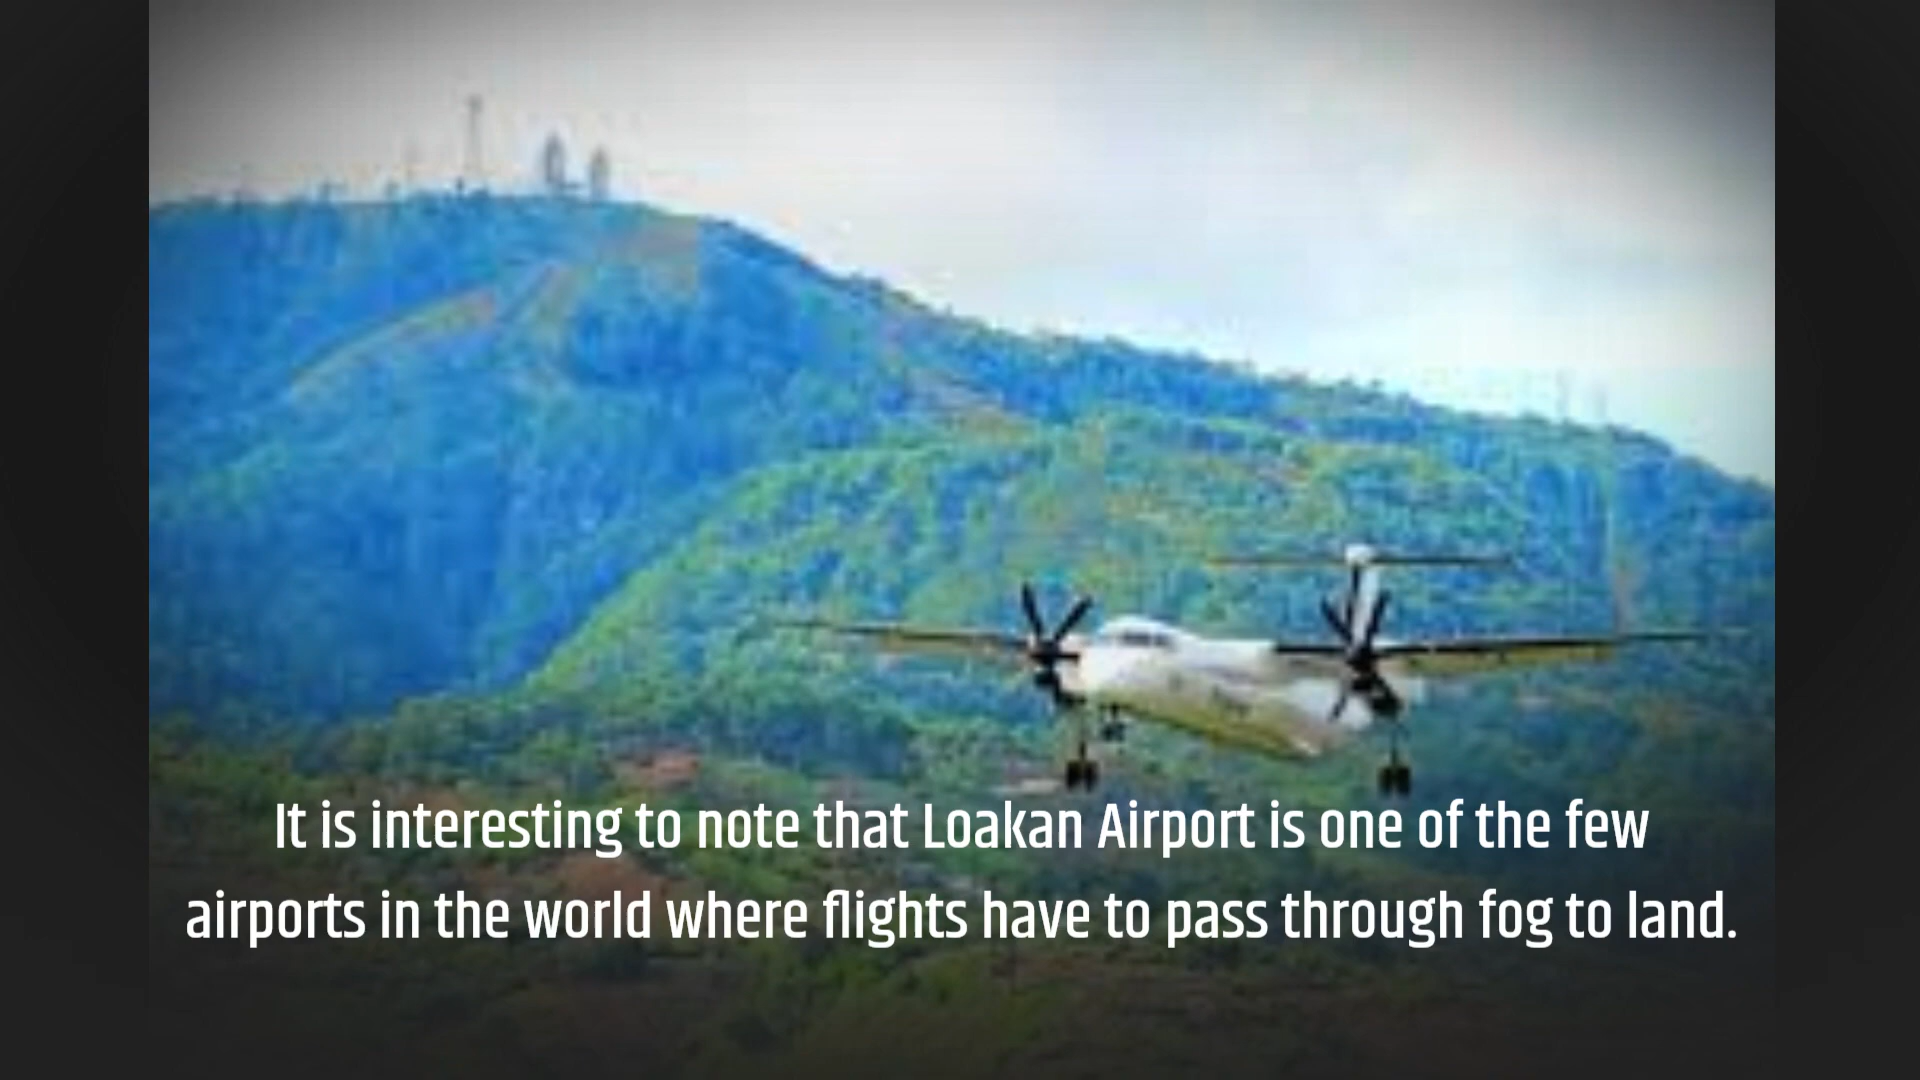 It is interesting to note that Loakan Airport is one of the few
airports in the world where flights have to pass through fog to land.